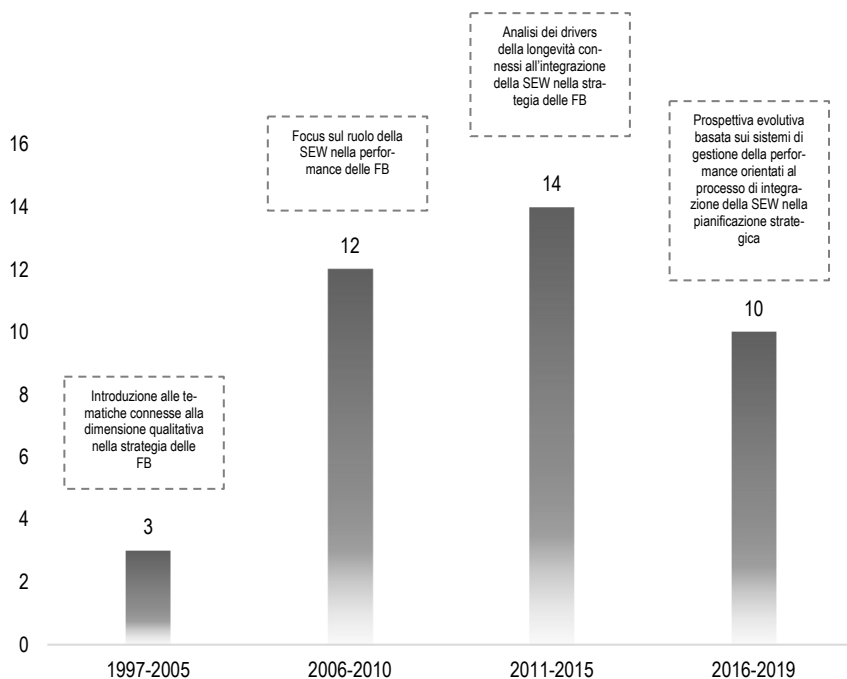 Analisi dei drivers
della longevità con-
nessi all'integrazione
della SEW nella stra-
tegia delle FB
Focus sul ruolo della
SEW nella perfor-
mance delle FB
Prospettiva evolutiva
basata sui sistemi di
gestione della perfor-
mance orientati al
processo di integra-
zione della SEW nella
pianificazione strate-
gica
Introduzione alle te-
matiche connesse alla
dimensione qualitativa
nella strategia delle
FB
16
14
12
10
8
6
4
2
0
3
12
14
10
1997-2005
2006-2010
2011-2015
2016-2019